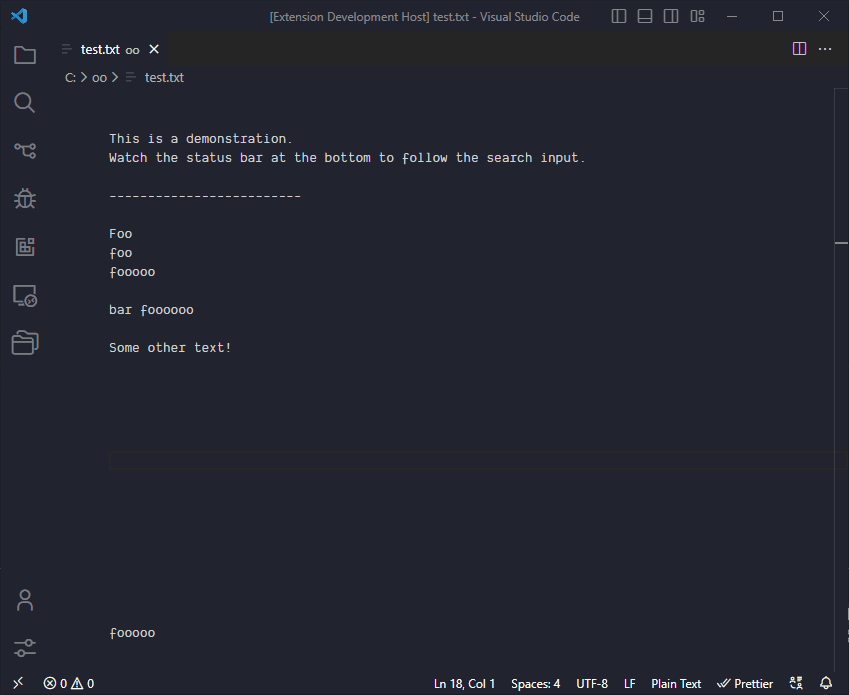 [Extension Development Host] test.txt - Visual Studio Code
test.txt oo
C: > oo > test.txt
This is a demonstration.
Watch the status bar at the bottom to follow the search input.
-------------------------
Foo
foo
fooooo
bar foooooo
Some other text!
fooooo
0 0 Ln 18, Col 1 Spaces: 4 UTF-8 LF Plain Text Prettier